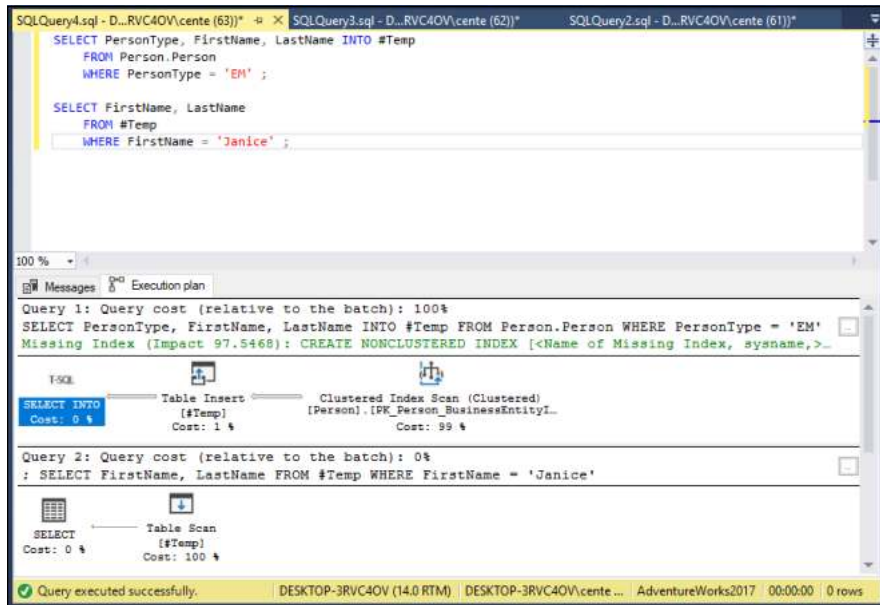 SQLQuery4.sql - D...RVC4OV\cente (63))* SQLQuery3.sql - D...RVC4OV\cente (62))* SQLQuery2.sql - D...RVC4OV\cente (61))*
SELECT PersonType, FirstName, LastName INTO #Temp
FROM Person.Person
WHERE PersonType = 'EM' ;
SELECT FirstName, LastName
FROM #Temp
WHERE FirstName = 'Janice' ;
100 %
Messages Execution plan
Query 1: Query cost (relative to the batch): 100%
SELECT PersonType, FirstName, LastName INTO #Temp FROM Person.Person WHERE PersonType = 'EM'
Missing Index (Impact 97.5468): CREATE NONCLUSTERED INDEX [<Name of Missing Index, sysname,>...
T-SQL
SELECT INTO
Cost: 0 %
Table Insert
[#Temp]
Cost: 1 %
Clustered Index Scan (Clustered)
[Person].[PK_Person_BusinessEntityI...
Cost: 99 %
Query 2: Query cost (relative to the batch): 0%
; SELECT FirstName, LastName FROM #Temp WHERE FirstName = 'Janice'
SELECT
Cost: 0 %
Table Scan
[#Temp]
Cost: 100 %
Query executed successfully. DESKTOP-3RVC4OV (14.0 RTM) DESKTOP-3RVC4OV\cente ... AdventureWorks2017 00:00:00 0 rows